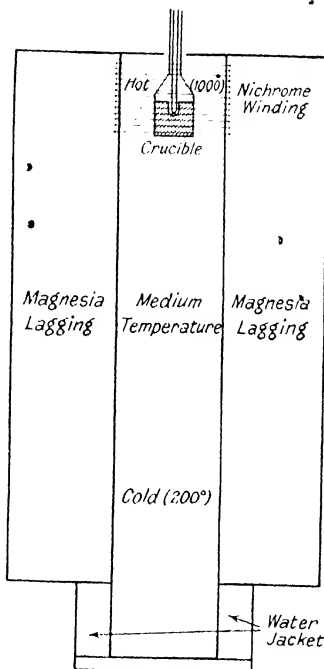 Hot (1000°)
Nichrome
Winding
Crucible
Magnesia
Lagging
Medium
Temperature
Magnesia
Lagging
Cold (200°)
Water
Jacket